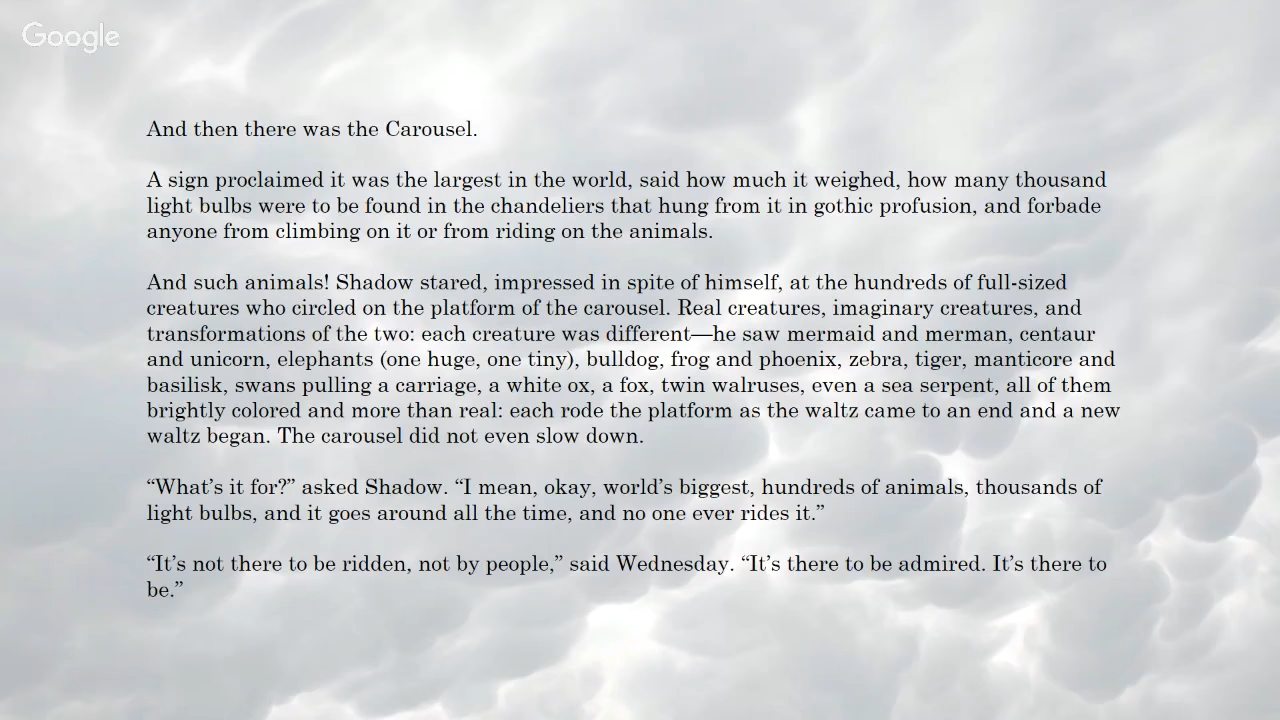 Google
And then there was the Carousel.
A sign proclaimed it was the largest in the world, said how much it weighed, how many thousand
light bulbs were to be found in the chandeliers that hung from it in gothic profusion, and forbade
anyone from climbing on it or from riding on the animals.
And such animals! Shadow stared, impressed in spite of himself, at the hundreds of full-sized
creatures who circled on the platform of the carousel. Real creatures, imaginary creatures, and
transformations of the two: each creature was different—he saw mermaid and merman, centaur
and unicorn, elephants (one huge, one tiny), bulldog, frog and phoenix, zebra, tiger, manticore and
basilisk, swans pulling a carriage, a white ox, a fox, twin walruses, even a sea serpent, all of them
brightly colored and more than real: each rode the platform as the waltz came to an end and a new
waltz began. The carousel did not even slow down.
“What’s it for?” asked Shadow. “I mean, okay, world’s biggest, hundreds of animals, thousands of
light bulbs, and it goes around all the time, and no one ever rides it.”
“It’s not there to be ridden, not by people,” said Wednesday. “It’s there to be admired. It’s there to
be.”